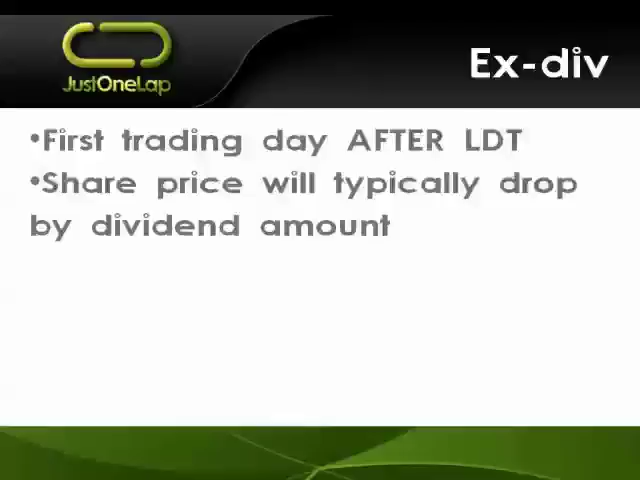 JustOneLap
Ex-div
•First trading day AFTER LDT
•Share price will typically drop
by dividend amount